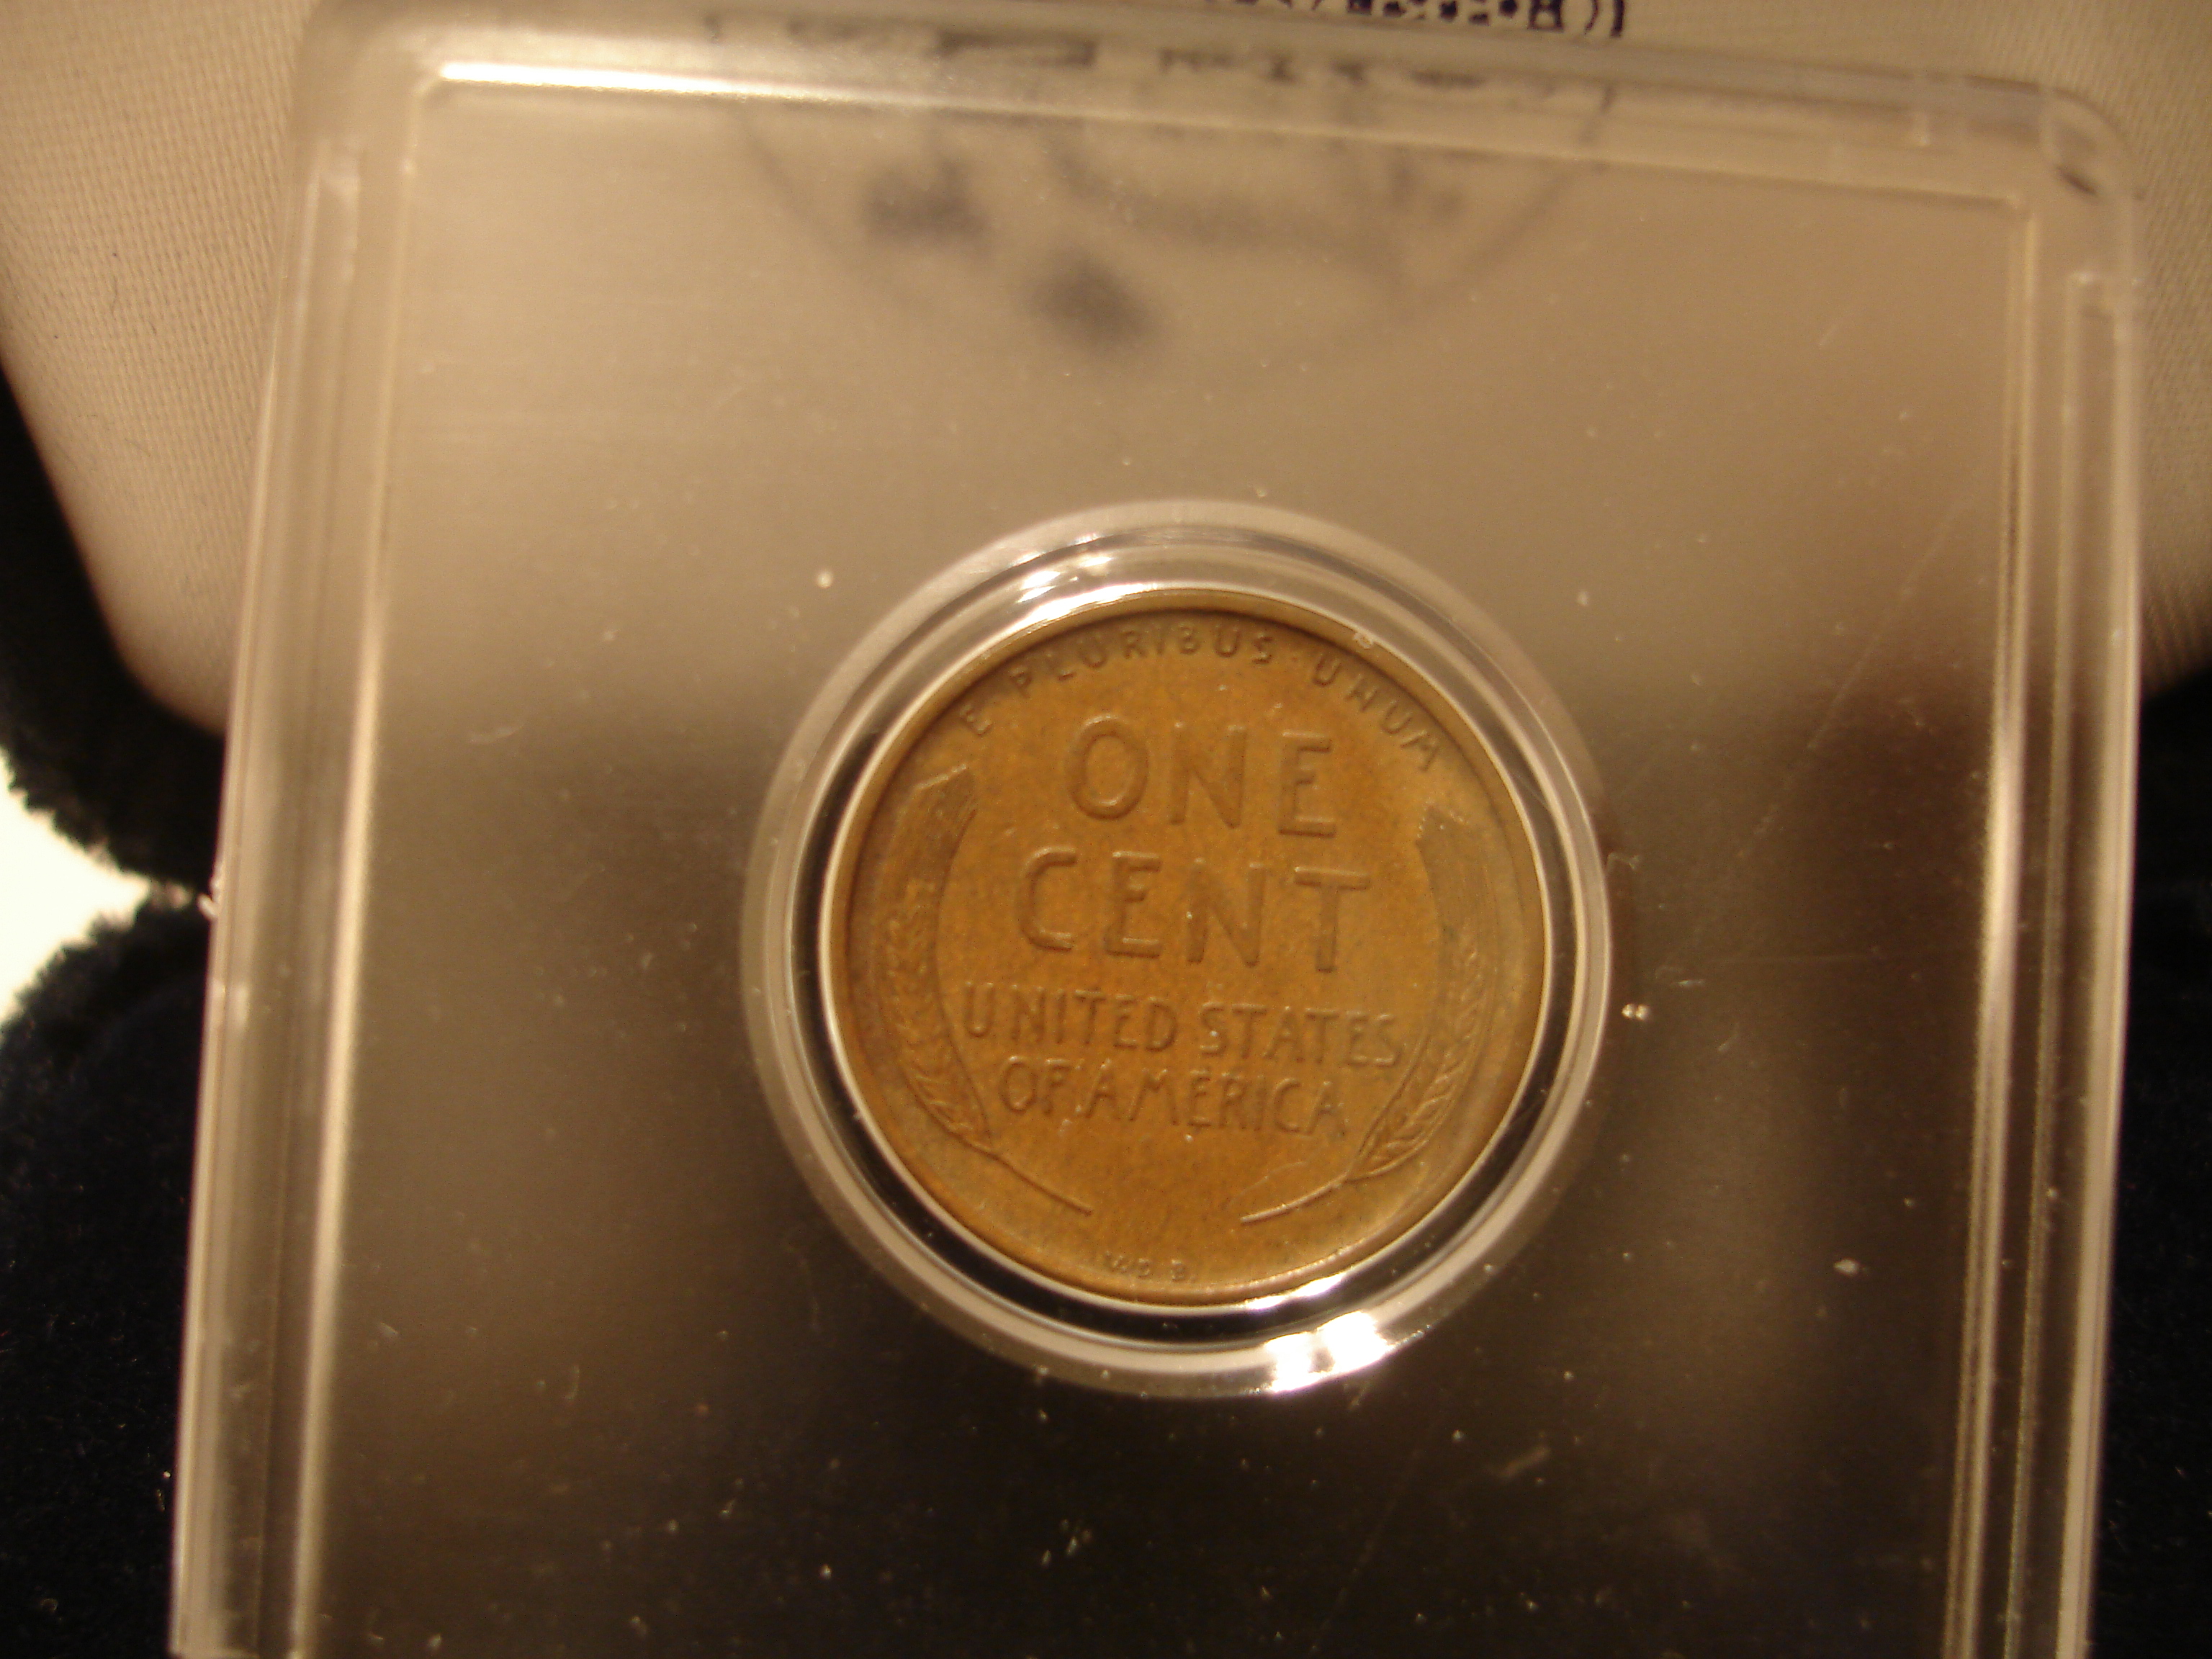 E·PLURIBUS·UNUM
ONE
CENT
UNITED STATES
OF AMERICA
V.D.B.